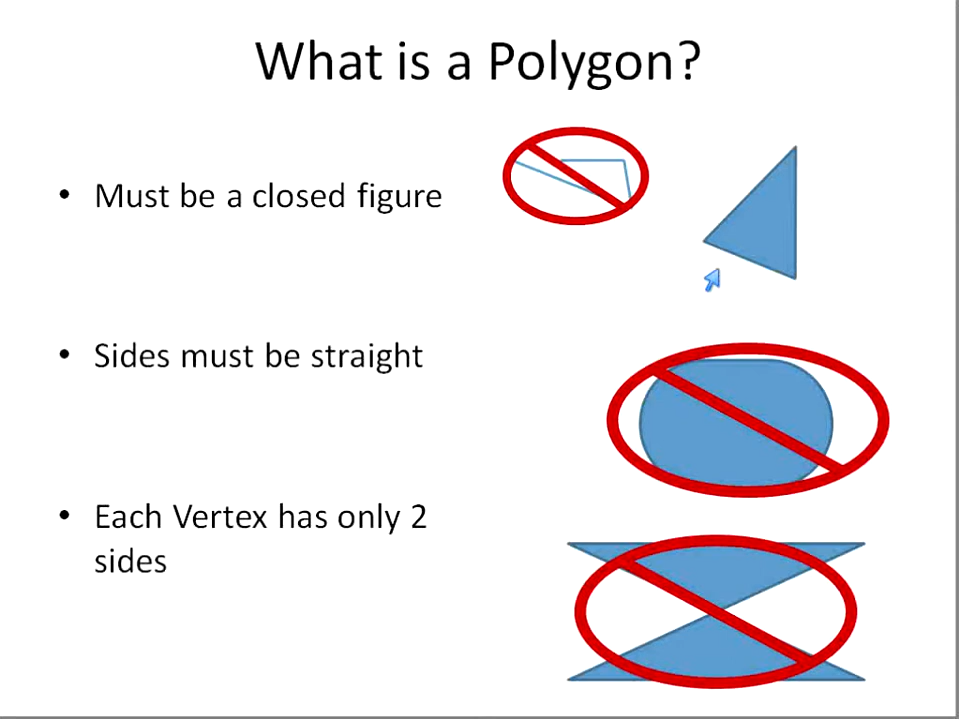 What is a Polygon?
• Must be a closed figure
• Sides must be straight
• Each Vertex has only 2
sides